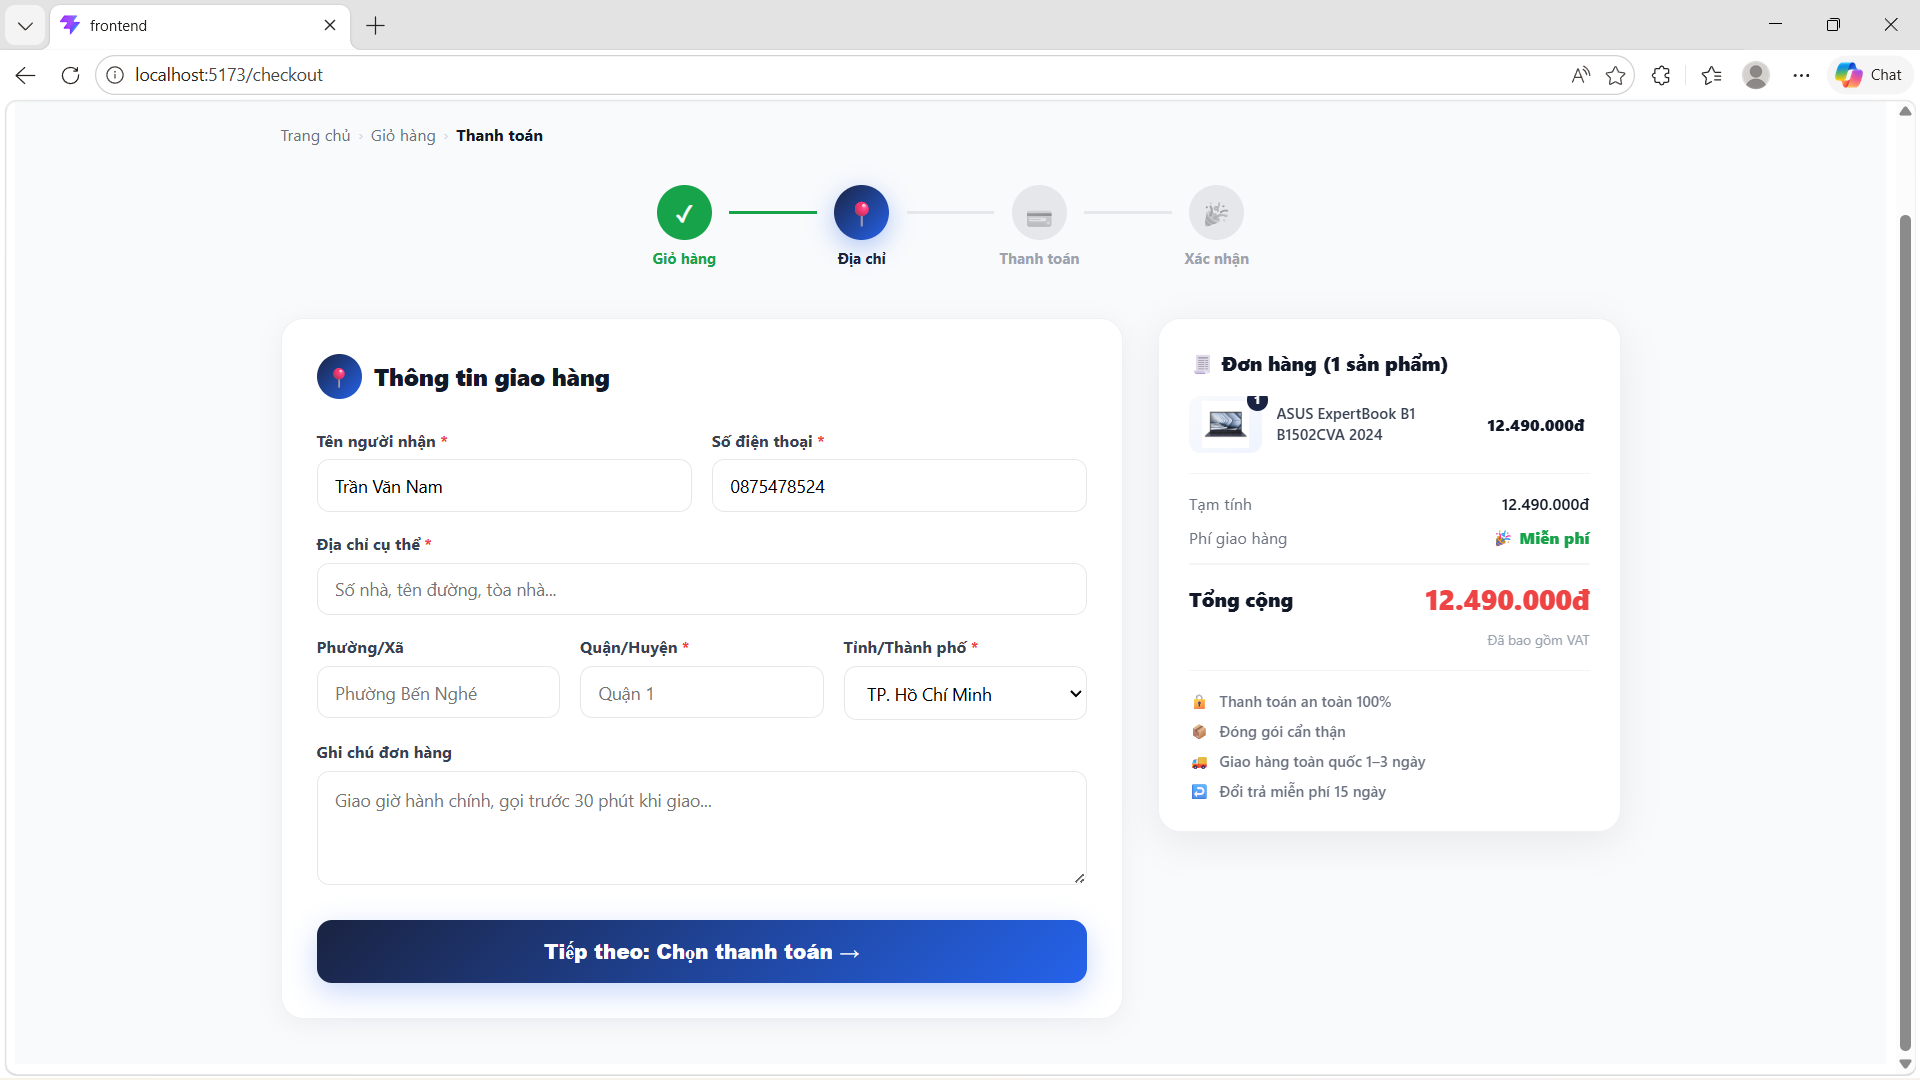 frontend
localhost:5173/checkout
Chat
Trang chủ › Giỏ hàng › Thanh toán
Giỏ hàng
Địa chỉ
Thanh toán
Xác nhận
Thông tin giao hàng
Tên người nhận *
Số điện thoại *
Trần Văn Nam
0875478524
Địa chỉ cụ thể *
Số nhà, tên đường, tòa nhà...
Phường/Xã
Quận/Huyện *
Tỉnh/Thành phố *
Phường Bến Nghé
Quận 1
TP. Hồ Chí Minh
Ghi chú đơn hàng
Giao giờ hành chính, gọi trước 30 phút khi giao...
Tiếp theo: Chọn thanh toán →
Đơn hàng (1 sản phẩm)
1
ASUS ExpertBook B1
B1502CVA 2024
12.490.000đ
Tạm tính
12.490.000đ
Phí giao hàng
🎉 Miễn phí
Tổng cộng
12.490.000đ
Đã bao gồm VAT
Thanh toán an toàn 100%
Đóng gói cẩn thận
Giao hàng toàn quốc 1–3 ngày
Đổi trả miễn phí 15 ngày